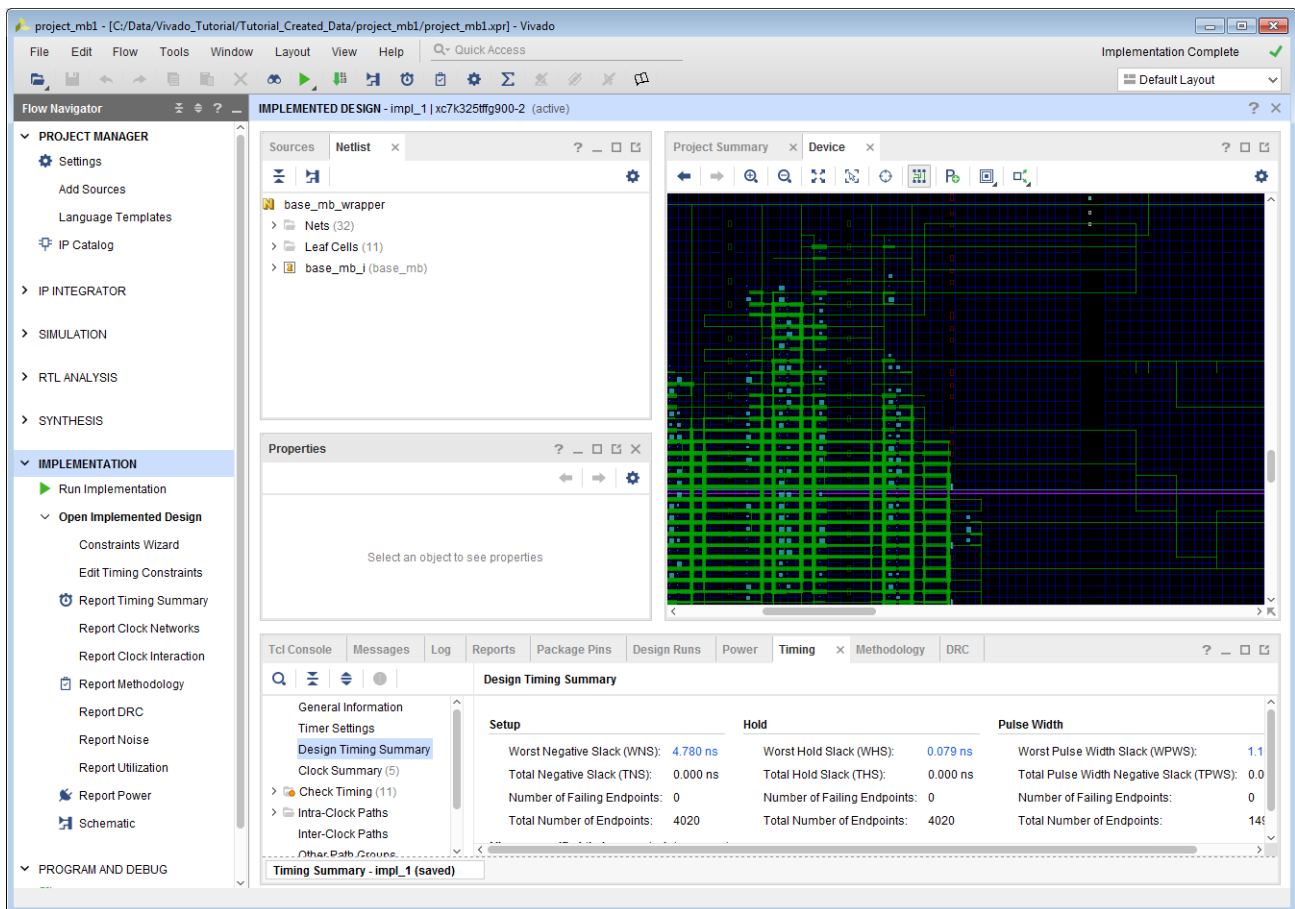 project_mb1 - [C:/Data/Vivado_Tutorial/Tutorial_Created_Data/project_mb1/project_mb1.xpr] - Vivado
File Edit Flow Tools Window Layout View Help Quick Access
Implementation Complete
Default Layout
Flow Navigator
PROJECT MANAGER
Settings
Add Sources
Language Templates
IP Catalog
IP INTEGRATOR
SIMULATION
RTL ANALYSIS
SYNTHESIS
IMPLEMENTATION
Run Implementation
Open Implemented Design
Constraints Wizard
Edit Timing Constraints
Report Timing Summary
Report Clock Networks
Report Clock Interaction
Report Methodology
Report DRC
Report Noise
Report Utilization
Report Power
Schematic
PROGRAM AND DEBUG
IMPLEMENTED DESIGN - impl_1 | xc7k325tffg900-2 (active)
Sources Netlist
base_mb_wrapper
Nets (32)
Leaf Cells (11)
base_mb_i (base_mb)
Properties
Select an object to see properties
Project Summary Device
Tcl Console Messages Log Reports Package Pins Design Runs Power Timing Methodology DRC
General Information
Timer Settings
Design Timing Summary
Clock Summary (5)
Check Timing (11)
Intra-Clock Paths
Inter-Clock Paths
Other Path Groups
Design Timing Summary
Setup Hold Pulse Width
Worst Negative Slack (WNS): 4.780 ns Worst Hold Slack (WHS): 0.079 ns Worst Pulse Width Slack (WPWS): 1.1
Total Negative Slack (TNS): 0.000 ns Total Hold Slack (THS): 0.000 ns Total Pulse Width Negative Slack (TPWS): 0.0
Number of Failing Endpoints: 0 Number of Failing Endpoints: 0 Number of Failing Endpoints: 0
Total Number of Endpoints: 4020 Total Number of Endpoints: 4020 Total Number of Endpoints: 149
Timing Summary - impl_1 (saved)